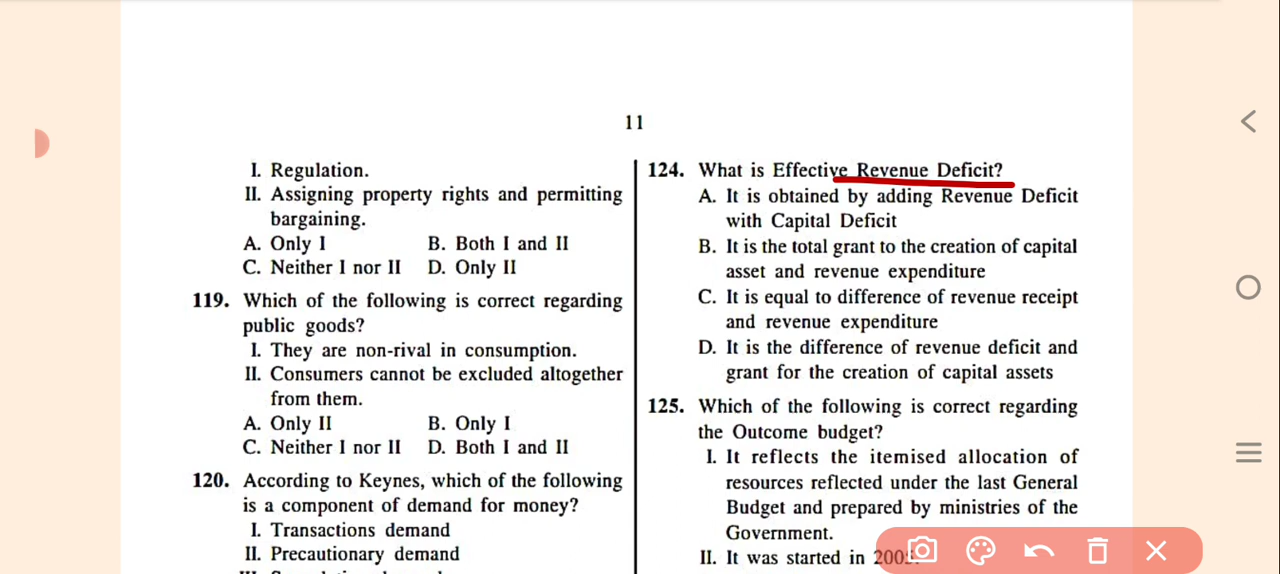 11
I. Regulation.
II. Assigning property rights and permitting
bargaining.
A. Only I B. Both I and II
C. Neither I nor II D. Only II
119. Which of the following is correct regarding
public goods?
I. They are non-rival in consumption.
II. Consumers cannot be excluded altogether
from them.
A. Only II B. Only I
C. Neither I nor II D. Both I and II
120. According to Keynes, which of the following
is a component of demand for money?
I. Transactions demand
II. Precautionary demand
124. What is Effective Revenue Deficit?
A. It is obtained by adding Revenue Deficit
with Capital Deficit
B. It is the total grant to the creation of capital
asset and revenue expenditure
C. It is equal to difference of revenue receipt
and revenue expenditure
D. It is the difference of revenue deficit and
grant for the creation of capital assets
125. Which of the following is correct regarding
the Outcome budget?
I. It reflects the itemised allocation of
resources reflected under the last General
Budget and prepared by ministries of the
Government.
II. It was started in